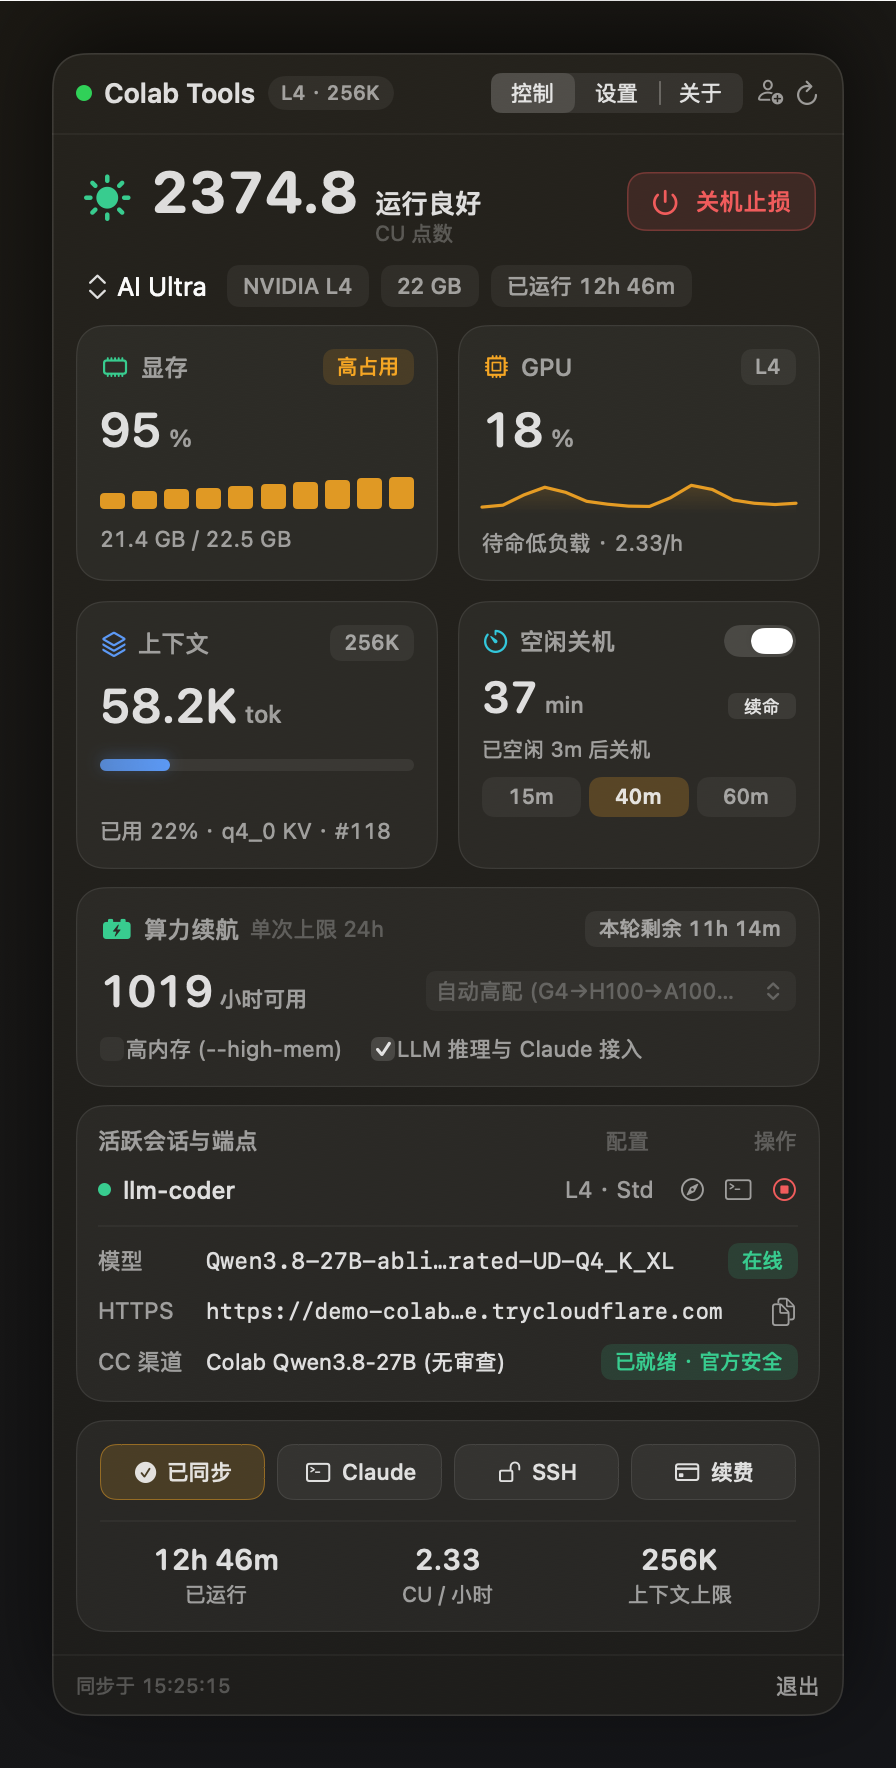 Colab Tools L4 · 256K 控制 设置 关于
2374.8 运行良好 关机止损
CU 点数
AI Ultra NVIDIA L4 22 GB 已运行 12h 46m
显存 高占用
95 %
21.4 GB / 22.5 GB
GPU L4
18 %
待命低负载 · 2.33/h
上下文 256K
58.2K tok
已用 22% · q4_0 KV · #118
空闲关机
37 min 续命
已空闲 3m 后关机
15m 40m 60m
算力续航 单次上限 24h 本轮剩余 11h 14m
1019 小时可用 自动高配 (G4→H100→A100...
高内存 (--high-mem) LLM 推理与 Claude 接入
活跃会话与端点 配置 操作
llm-coder L4 · Std
模型 Qwen3.8-27B-abli…rated-UD-Q4_K_XL 在线
HTTPS https://demo-colab…e.trycloudflare.com
CC 渠道 Colab Qwen3.8-27B (无审查) 已就绪 · 官方安全
已同步 Claude SSH 续费
12h 46m 2.33 256K
已运行 CU / 小时 上下文上限
同步于 15:25:15 退出